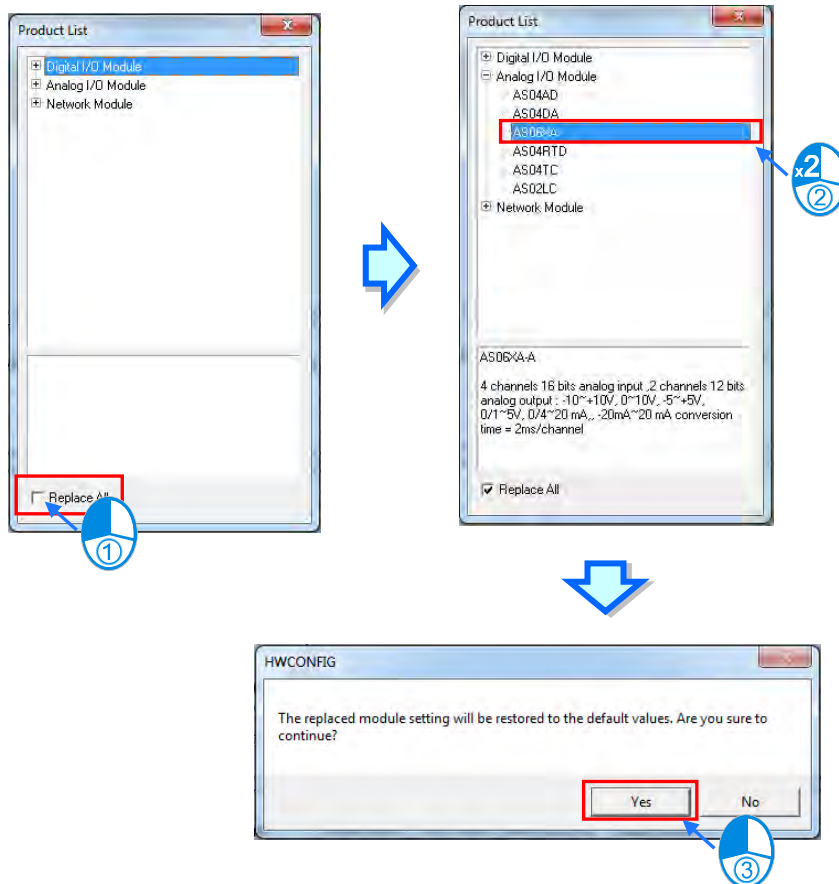 Product List
Digital I/O Module
Analog I/O Module
Network Module
Replace All
①
Product List
Digital I/O Module
Analog I/O Module
AS04AD
AS04DA
AS06XA
AS04RTD
AS04TC
AS02LC
Network Module
x2
②
AS06XA-A
4 channels 16 bits analog input ,2 channels 12 bits
analog output : -10~+10V, 0~10V, -5~+5V,
0/1~5V, 0/4~20 mA,, -20mA~20 mA conversion
time = 2ms/channel
Replace All
HWCONFIG
The replaced module setting will be restored to the default values. Are you sure to
continue?
Yes
No
③